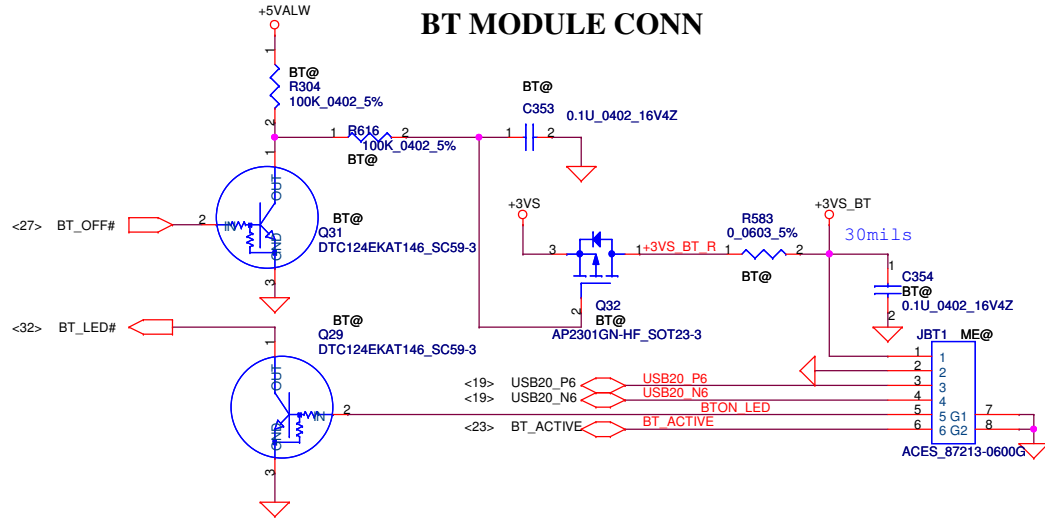 BT MODULE CONN
+5VALW
1
BT@
R304
100K_0402_5%
2
1
R616
2
100K_0402_5%
BT@
BT@
C353
0.1U_0402_16V4Z
1
2
1
OUT
<27> BT_OFF#
2
IN
GND
3
BT@
Q31
DTC124EKAT146_SC59-3
+3VS
3
1
+3VS_BT_R
2
Q32
BT@
AP2301GN-HF_SOT23-3
R583
0_0603_5%
1
2
BT@
+3VS_BT
30mils
1
C354
BT@
0.1U_0402_16V4Z
2
<32> BT_LED#
BT@
Q29
DTC124EKAT146_SC59-3
1
OUT
IN
2
GND
3
JBT1
ME@
1 1
2 2
<19> USB20_P6 USB20_P6 3 3
<19> USB20_N6 USB20_N6 4 4
BTON_LED 5 5 G1 7
<23> BT_ACTIVE BT_ACTIVE 6 6 G2 8
ACES_87213-0600G